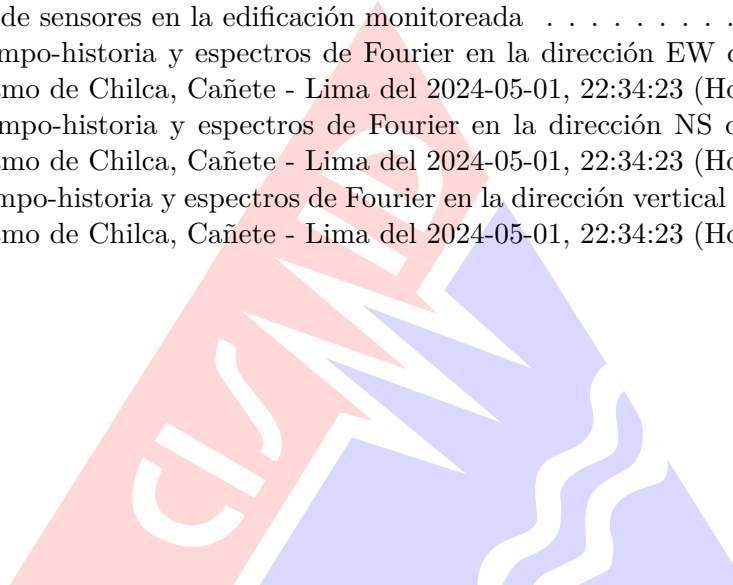 de sensores en la edificación monitoreada . . . . . . . . .
mpo-historia y espectros de Fourier en la dirección EW
mo de Chilca, Cañete - Lima del 2024-05-01, 22:34:23 (Ho
mpo-historia y espectros de Fourier en la dirección NS
mo de Chilca, Cañete - Lima del 2024-05-01, 22:34:23 (Ho
mpo-historia y espectros de Fourier en la dirección vertical
mo de Chilca, Cañete - Lima del 2024-05-01, 22:34:23 (Ho
CISMID